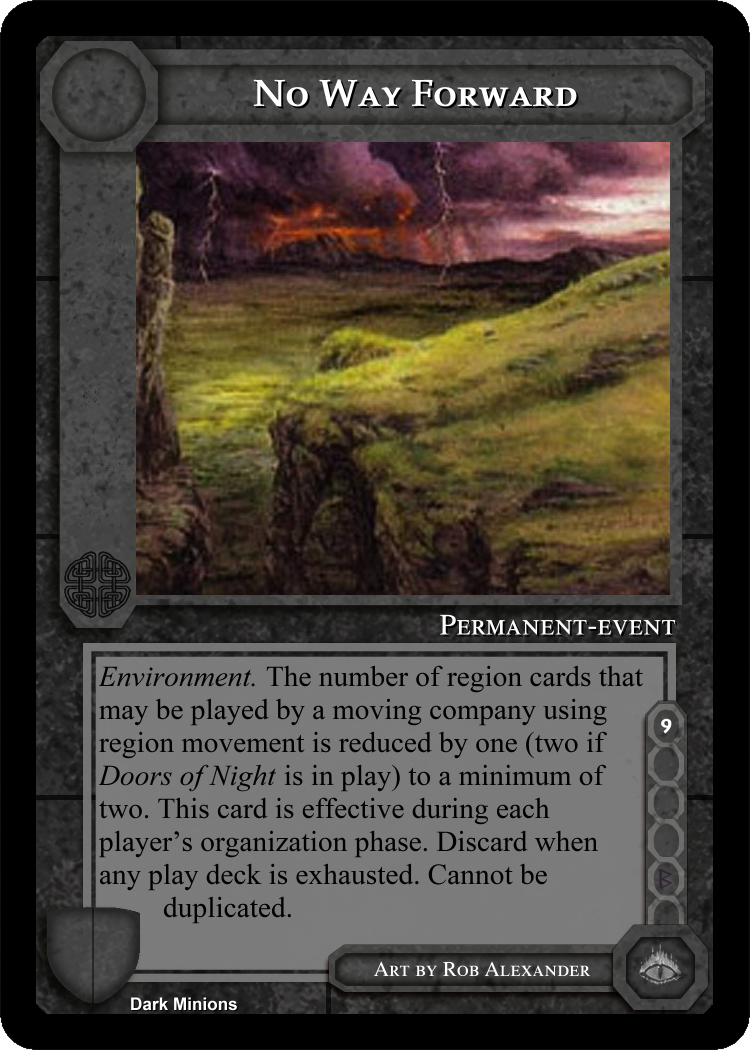 No Way Forward
Permanent-event
Environment. The number of region cards that
may be played by a moving company using
region movement is reduced by one (two if
Doors of Night is in play) to a minimum of
two. This card is effective during each
player’s organization phase. Discard when
any play deck is exhausted. Cannot be
duplicated.
9
Art by Rob Alexander
Dark Minions